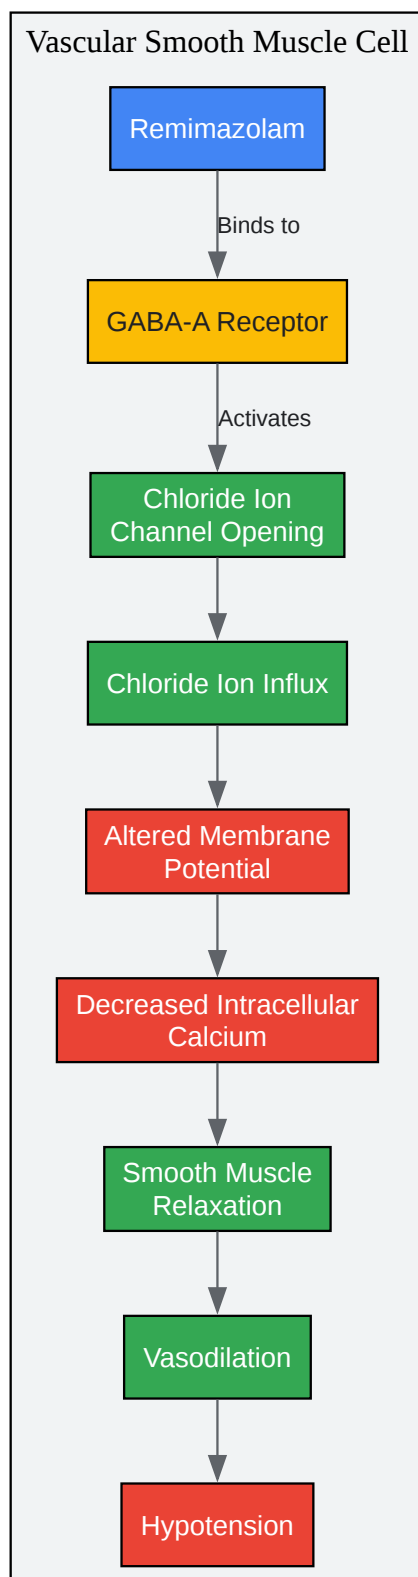 Vascular Smooth Muscle Cell
Remimazolam
Binds to
GABA-A Receptor
Activates
Chloride Ion
Channel Opening
Chloride Ion Influx
Altered Membrane
Potential
Decreased Intracellular
Calcium
Smooth Muscle
Relaxation
Vasodilation
Hypotension